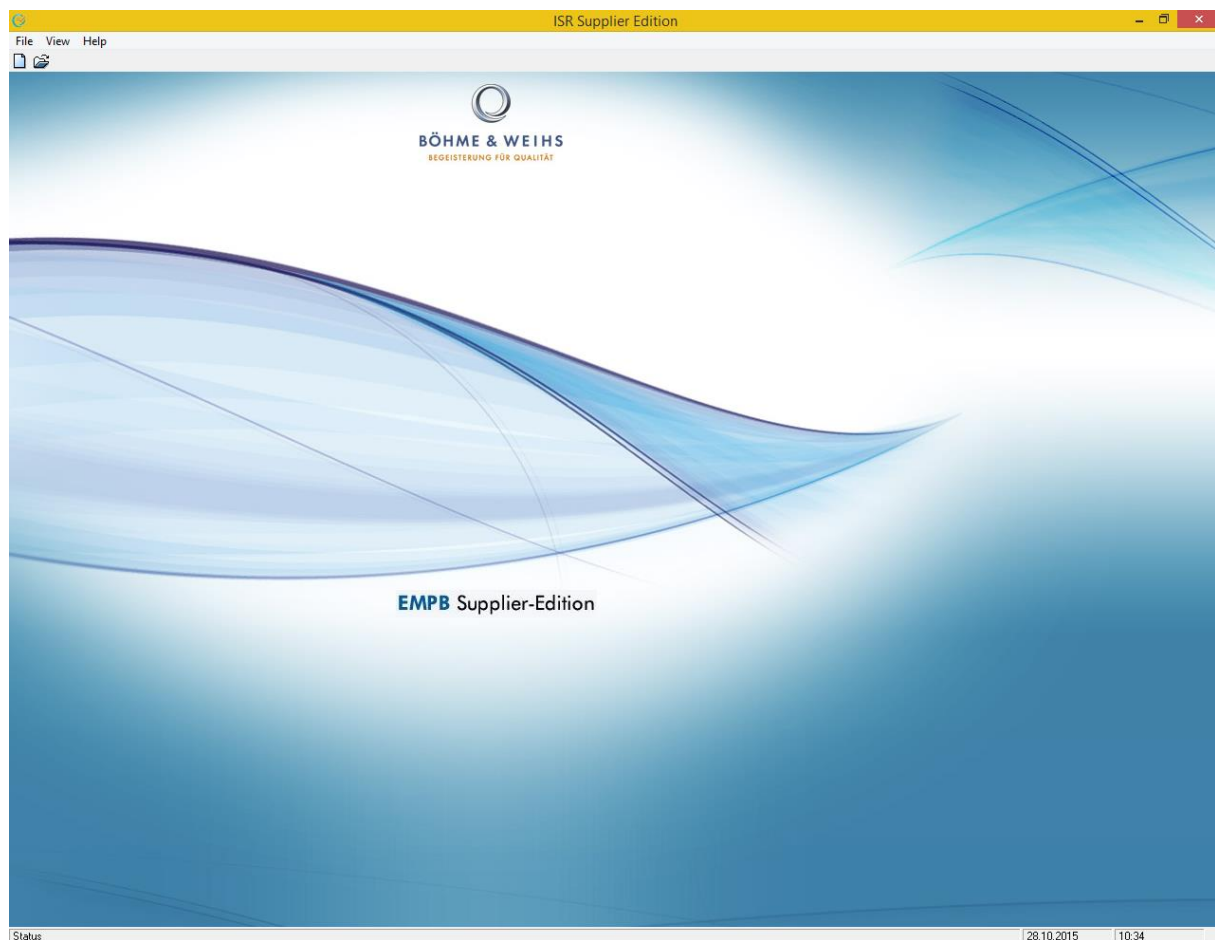 ISR Supplier Edition
File View Help
BÖHME & WEIHS
BEGEISTERUNG FÜR QUALITÄT
EMPB Supplier-Edition
Status 28.10.2015 10:34